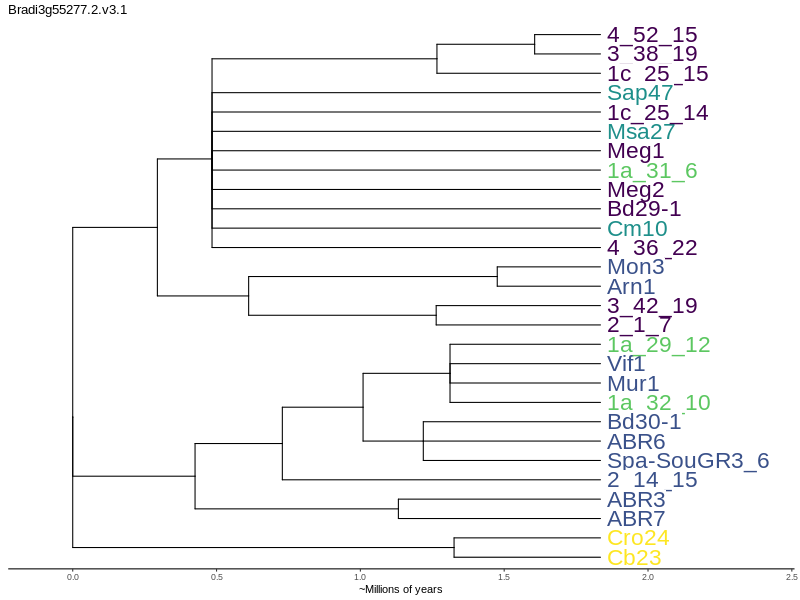 Bradi3g55277.2.v3.1
4_52_15
3_38_19
1c_25_15
Sap47
1c_25_14
Msa27
Meg1
1a_31_6
Meg2
Bd29-1
Cm10
4_36_22
Mon3
Arn1
3_42_19
2_1_7
1a_29_12
Vif1
Mur1
1a_32_10
Bd30-1
ABR6
Spa-SouGR3_6
2_14_15
ABR3
ABR7
Cro24
Cb23
0.0 0.5 1.0 1.5 2.0 2.5
~Millions of years